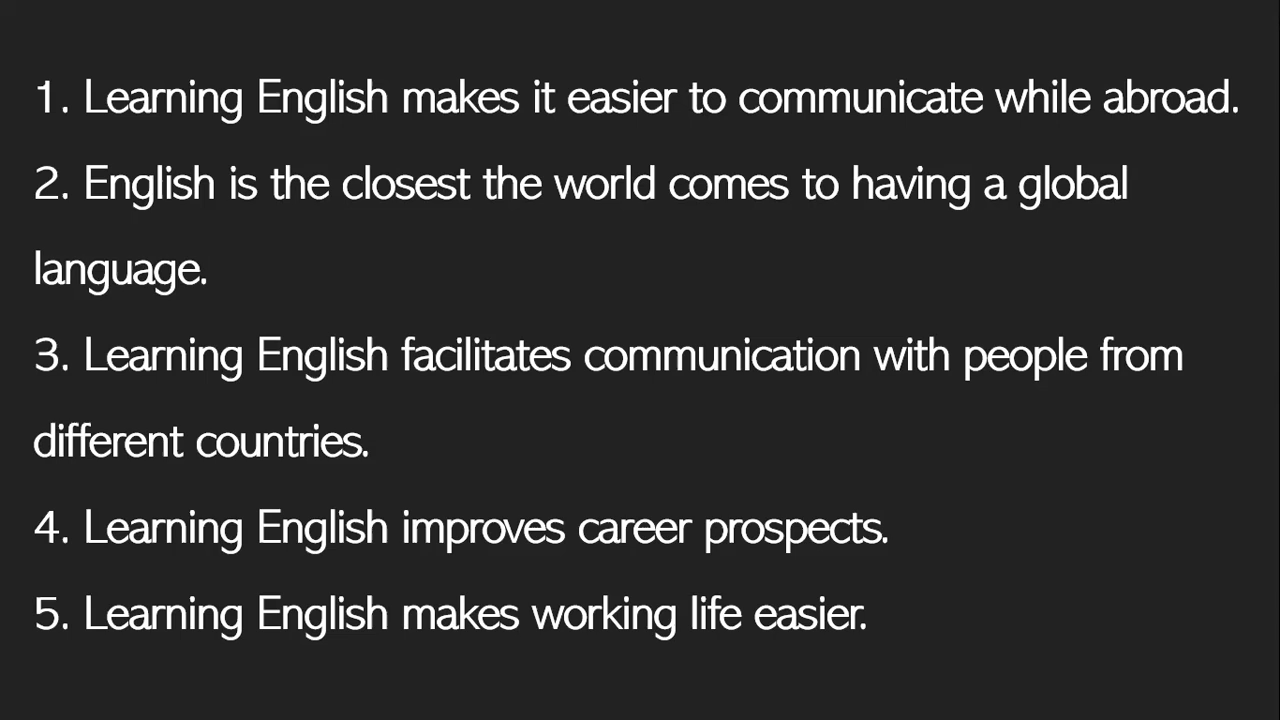 1. Learning English makes it easier to communicate while abroad.
2. English is the closest the world comes to having a global
language.
3. Learning English facilitates communication with people from
different countries.
4. Learning English improves career prospects.
5. Learning English makes working life easier.